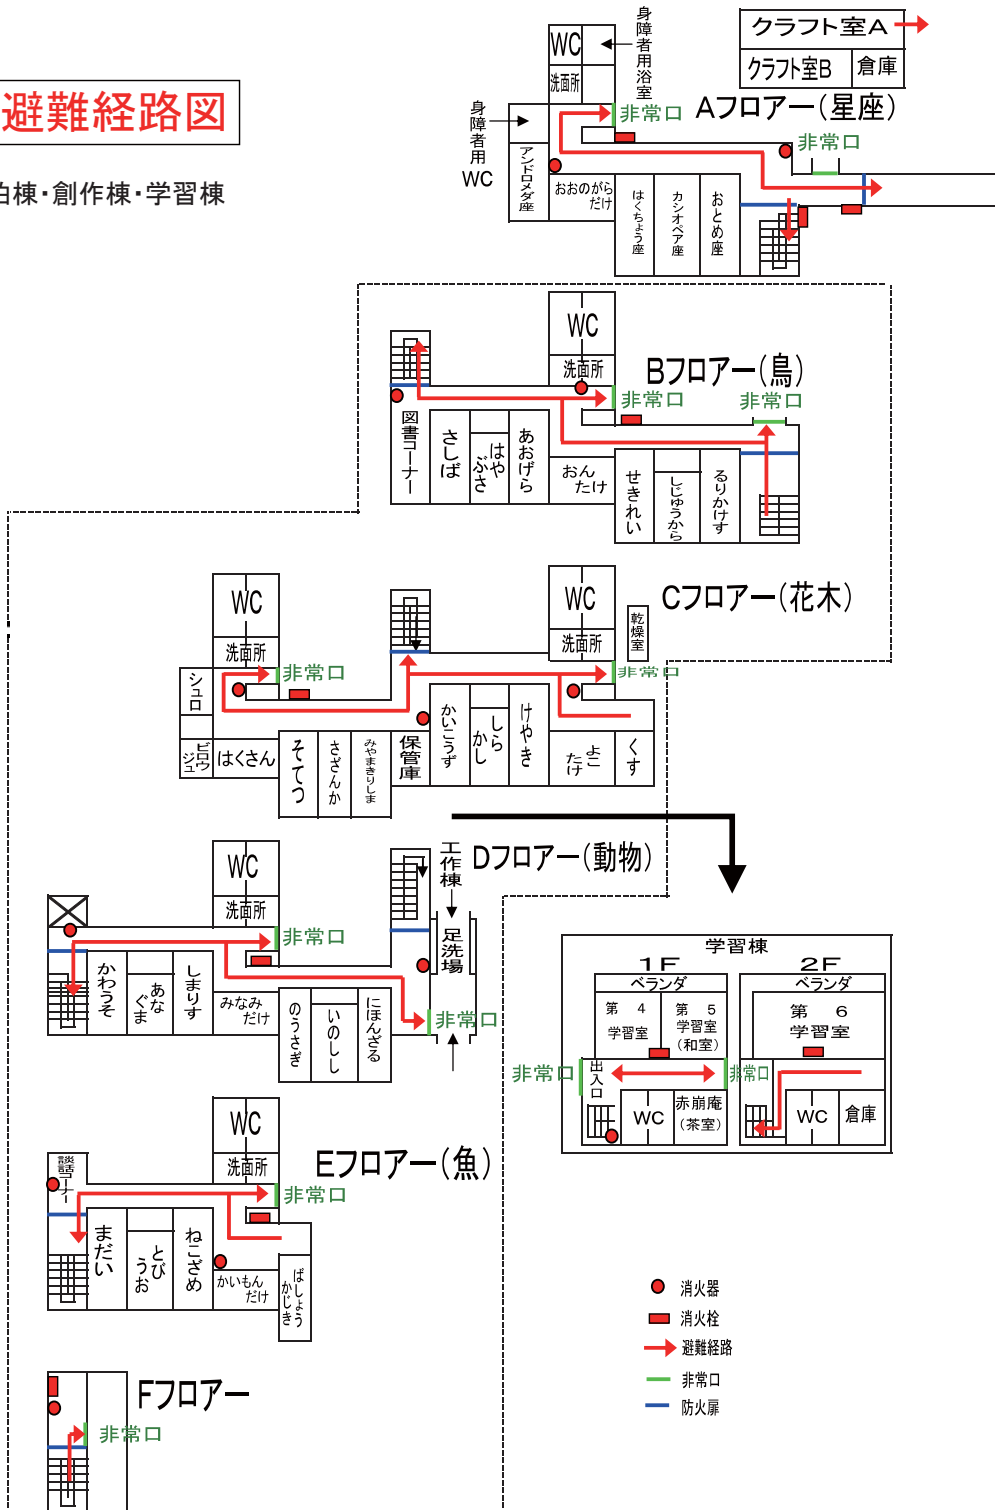 避難経路図
泊棟・創作棟・学習棟
クラフト室A
クラフト室B
倉庫
Aフロアー(星座)
WC
洗面所
身障者用浴室
身障者用WC
非常口
非常口
アンドロメダ座
おおのがらだけ
はくちょう座
カシオペア座
おとめ座
Bフロアー(鳥)
WC
洗面所
非常口
非常口
図書コーナー
さしば
はやぶさ
あおげら
おんたけ
せきれい
しじゅうから
るりかけす
Cフロアー(花木)
WC
洗面所
非常口
WC
洗面所
乾燥室
非常口
シュロ
ビロウジュ
はくさん
そてつ
さざんか
みやまきりしま
保管庫
かいこうず
しらかし
けやき
よこたけ
くす
Dフロアー(動物)
WC
洗面所
非常口
工作棟
足洗場
非常口
かわうそ
あなぐま
しまりす
みなみだけ
のうさぎ
いのしし
にほんざる
Eフロアー(魚)
WC
洗面所
談話コーナー
非常口
まだい
とびうお
ねこざめ
かいもんだけ
ばしょうかじき
Fフロアー
非常口
学習棟
1F
ベランダ
第 4
学習室
第 5
学習室
(和室)
非常口
出入口
非常口
WC
赤崩庵
(茶室)
2F
ベランダ
第 6
学習室
WC
倉庫
消火器
消火栓
避難経路
非常口
防火扉